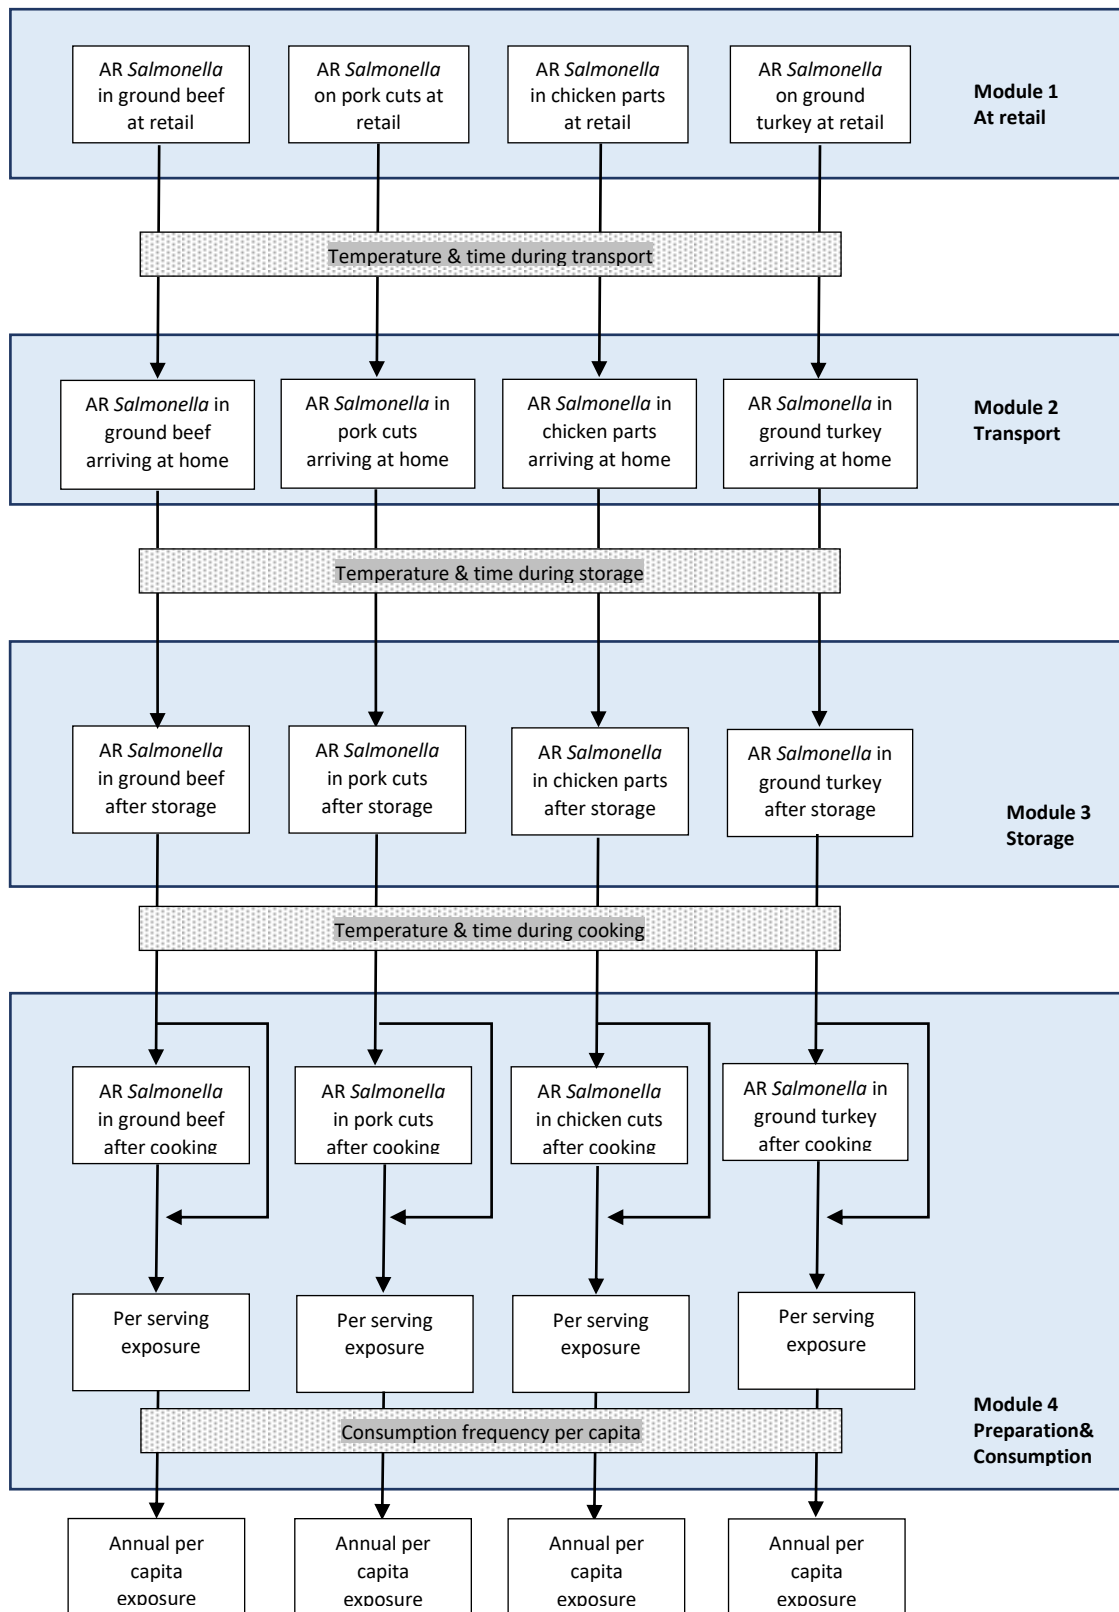 AR Salmonella
in ground beef
at retail
AR Salmonella
on pork cuts at
retail
AR Salmonella
in chicken parts
at retail
AR Salmonella
on ground
turkey at retail
Module 1
At retail
Temperature & time during transport
AR Salmonella in
ground beef
arriving at home
AR Salmonella in
pork cuts
arriving at home
AR Salmonella in
chicken parts
arriving at home
AR Salmonella in
ground turkey
arriving at home
Module 2
Transport
Temperature & time during storage
AR Salmonella
in ground beef
after storage
AR Salmonella
in pork cuts
after storage
AR Salmonella
in chicken parts
after storage
AR Salmonella in
ground turkey
after storage
Module 3
Storage
Temperature & time during cooking
AR Salmonella
in ground beef
after cooking
AR Salmonella
in pork cuts
after cooking
AR Salmonella
in chicken cuts
after cooking
AR Salmonella in
ground turkey
after cooking
Per serving
exposure
Per serving
exposure
Per serving
exposure
Per serving
exposure
Module 4
Preparation&
Consumption
Consumption frequency per capita
Annual per
capita
exposure
Annual per
capita
exposure
Annual per
capita
exposure
Annual per
capita
exposure